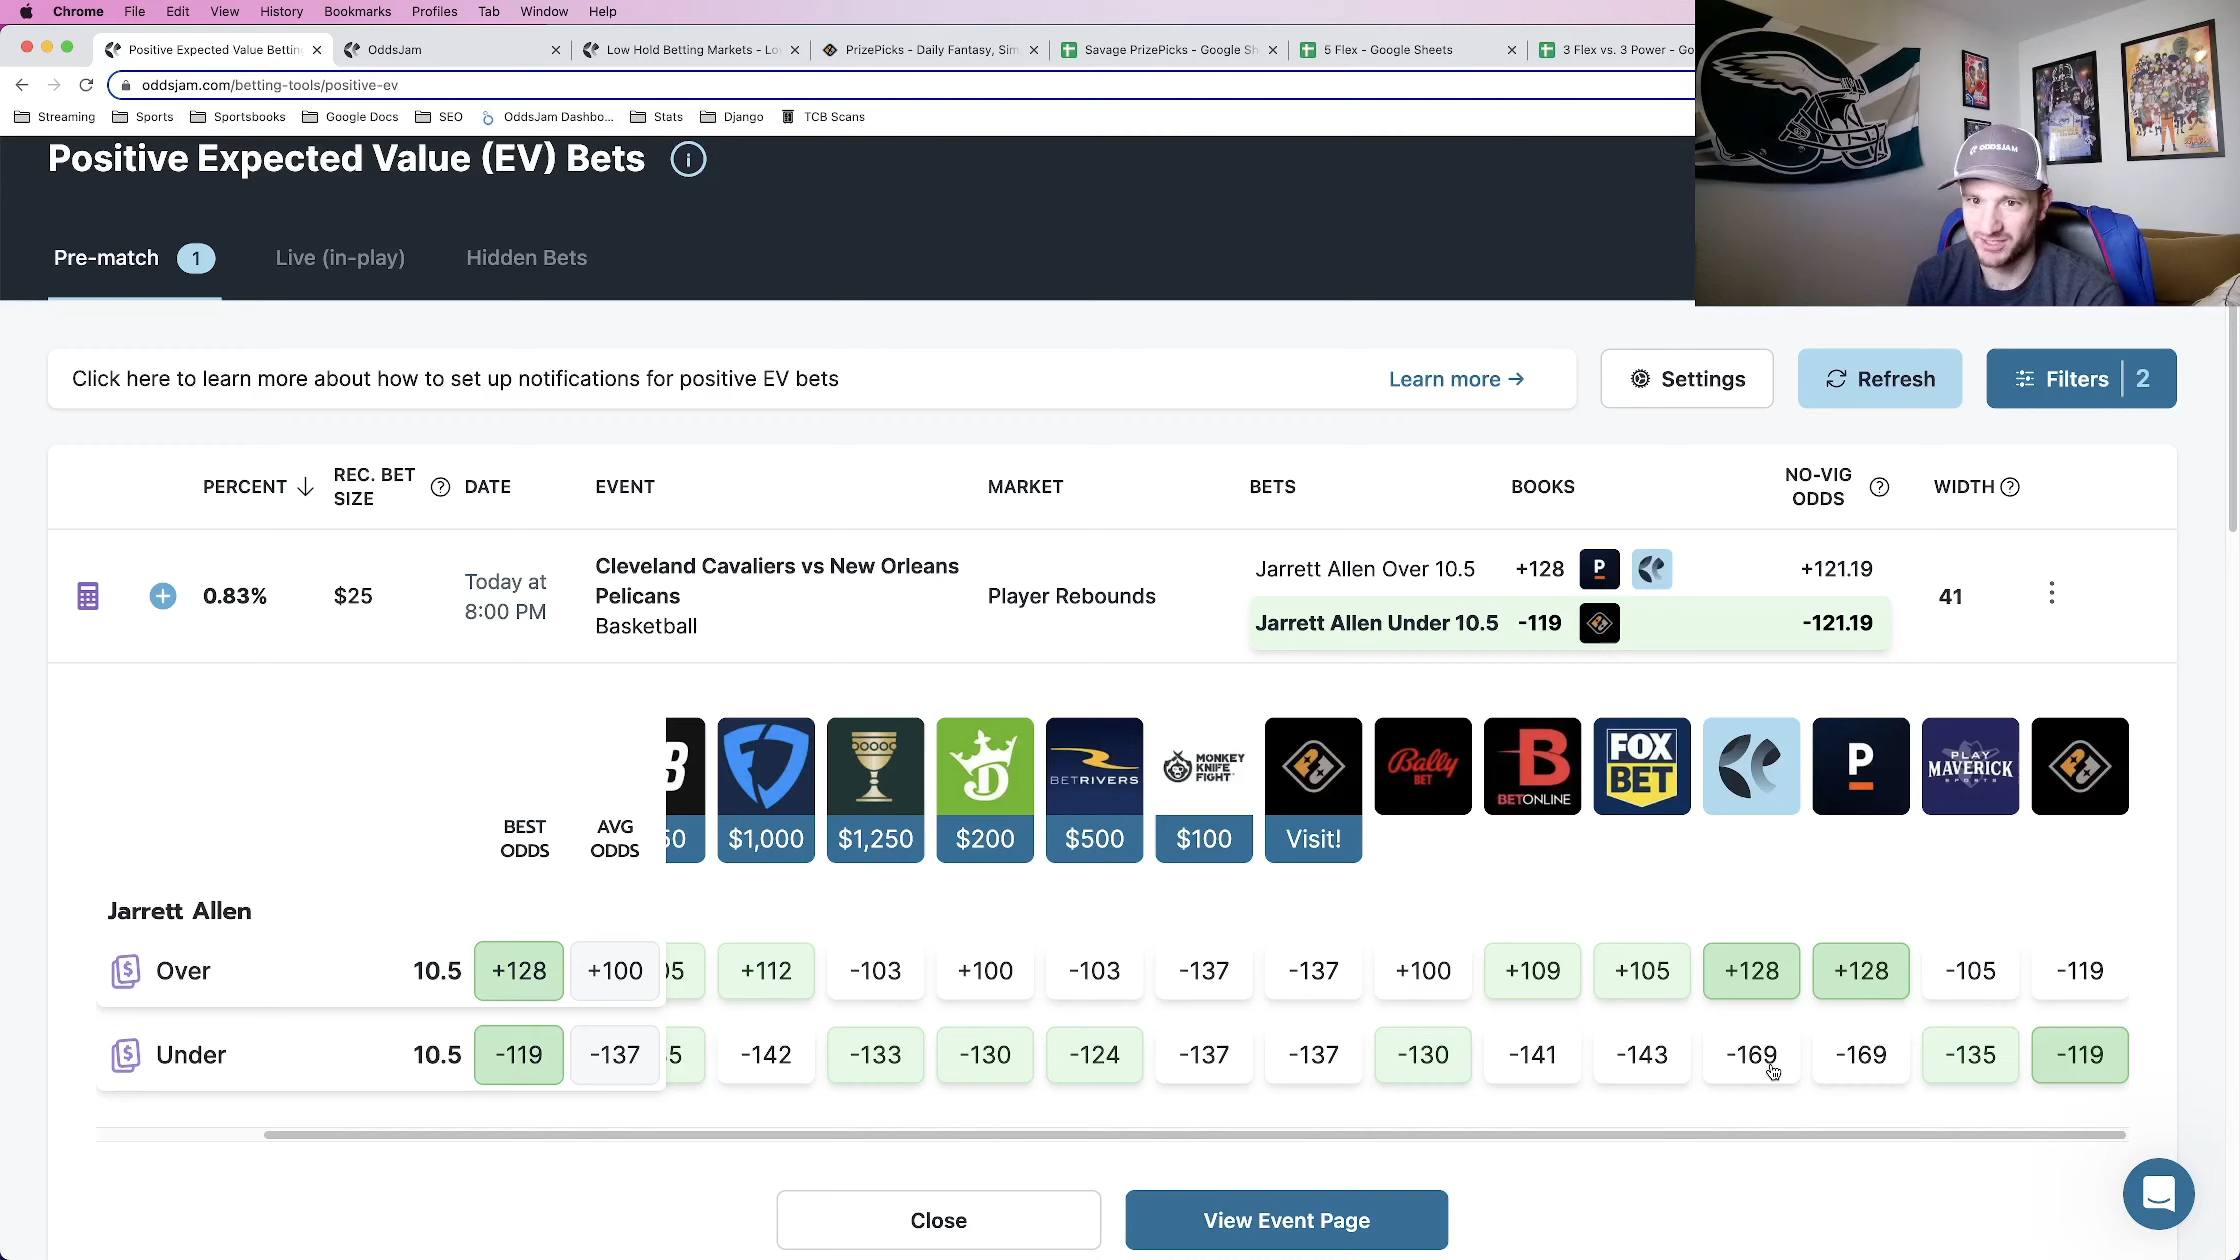 Chrome File Edit View History Bookmarks Profiles Tab Window Help
Positive Expected Value Bettin OddsJam Low Hold Betting Markets - Lo PrizePicks - Daily Fantasy, Sim Savage PrizePicks - Google Sh 5 Flex - Google Sheets 3 Flex vs. 3 Power - Go
oddsjam.com/betting-tools/positive-ev
Streaming Sports Sportsbooks Google Docs SEO OddsJam Dashbo... Stats Django TCB Scans
Positive Expected Value (EV) Bets
ODDSJAM
Pre-match 1 Live (in-play) Hidden Bets
Click here to learn more about how to set up notifications for positive EV bets Learn more → Settings Refresh Filters 2
PERCENT REC. BET SIZE DATE EVENT MARKET BETS BOOKS NO-VIG ODDS WIDTH
0.83% $25 Today at 8:00 PM
Cleveland Cavaliers vs New Orleans Pelicans
Basketball
Player Rebounds
Jarrett Allen Over 10.5 +128 P +121.19
Jarrett Allen Under 10.5 -119 -121.19
41
BETRIVERS MONKEY KNIFE FIGHT Bally BET B BETONLINE FOX BET P PLAY MAVERICK SPORTS
BEST ODDS AVG ODDS 50 $1,000 $1,250 $200 $500 $100 Visit!
Jarrett Allen
Over 10.5 +128 +100 05 +112 -103 +100 -103 -137 -137 +100 +109 +105 +128 +128 -105 -119
Under 10.5 -119 -137 5 -142 -133 -130 -124 -137 -137 -130 -141 -143 -169 -169 -135 -119
Close View Event Page